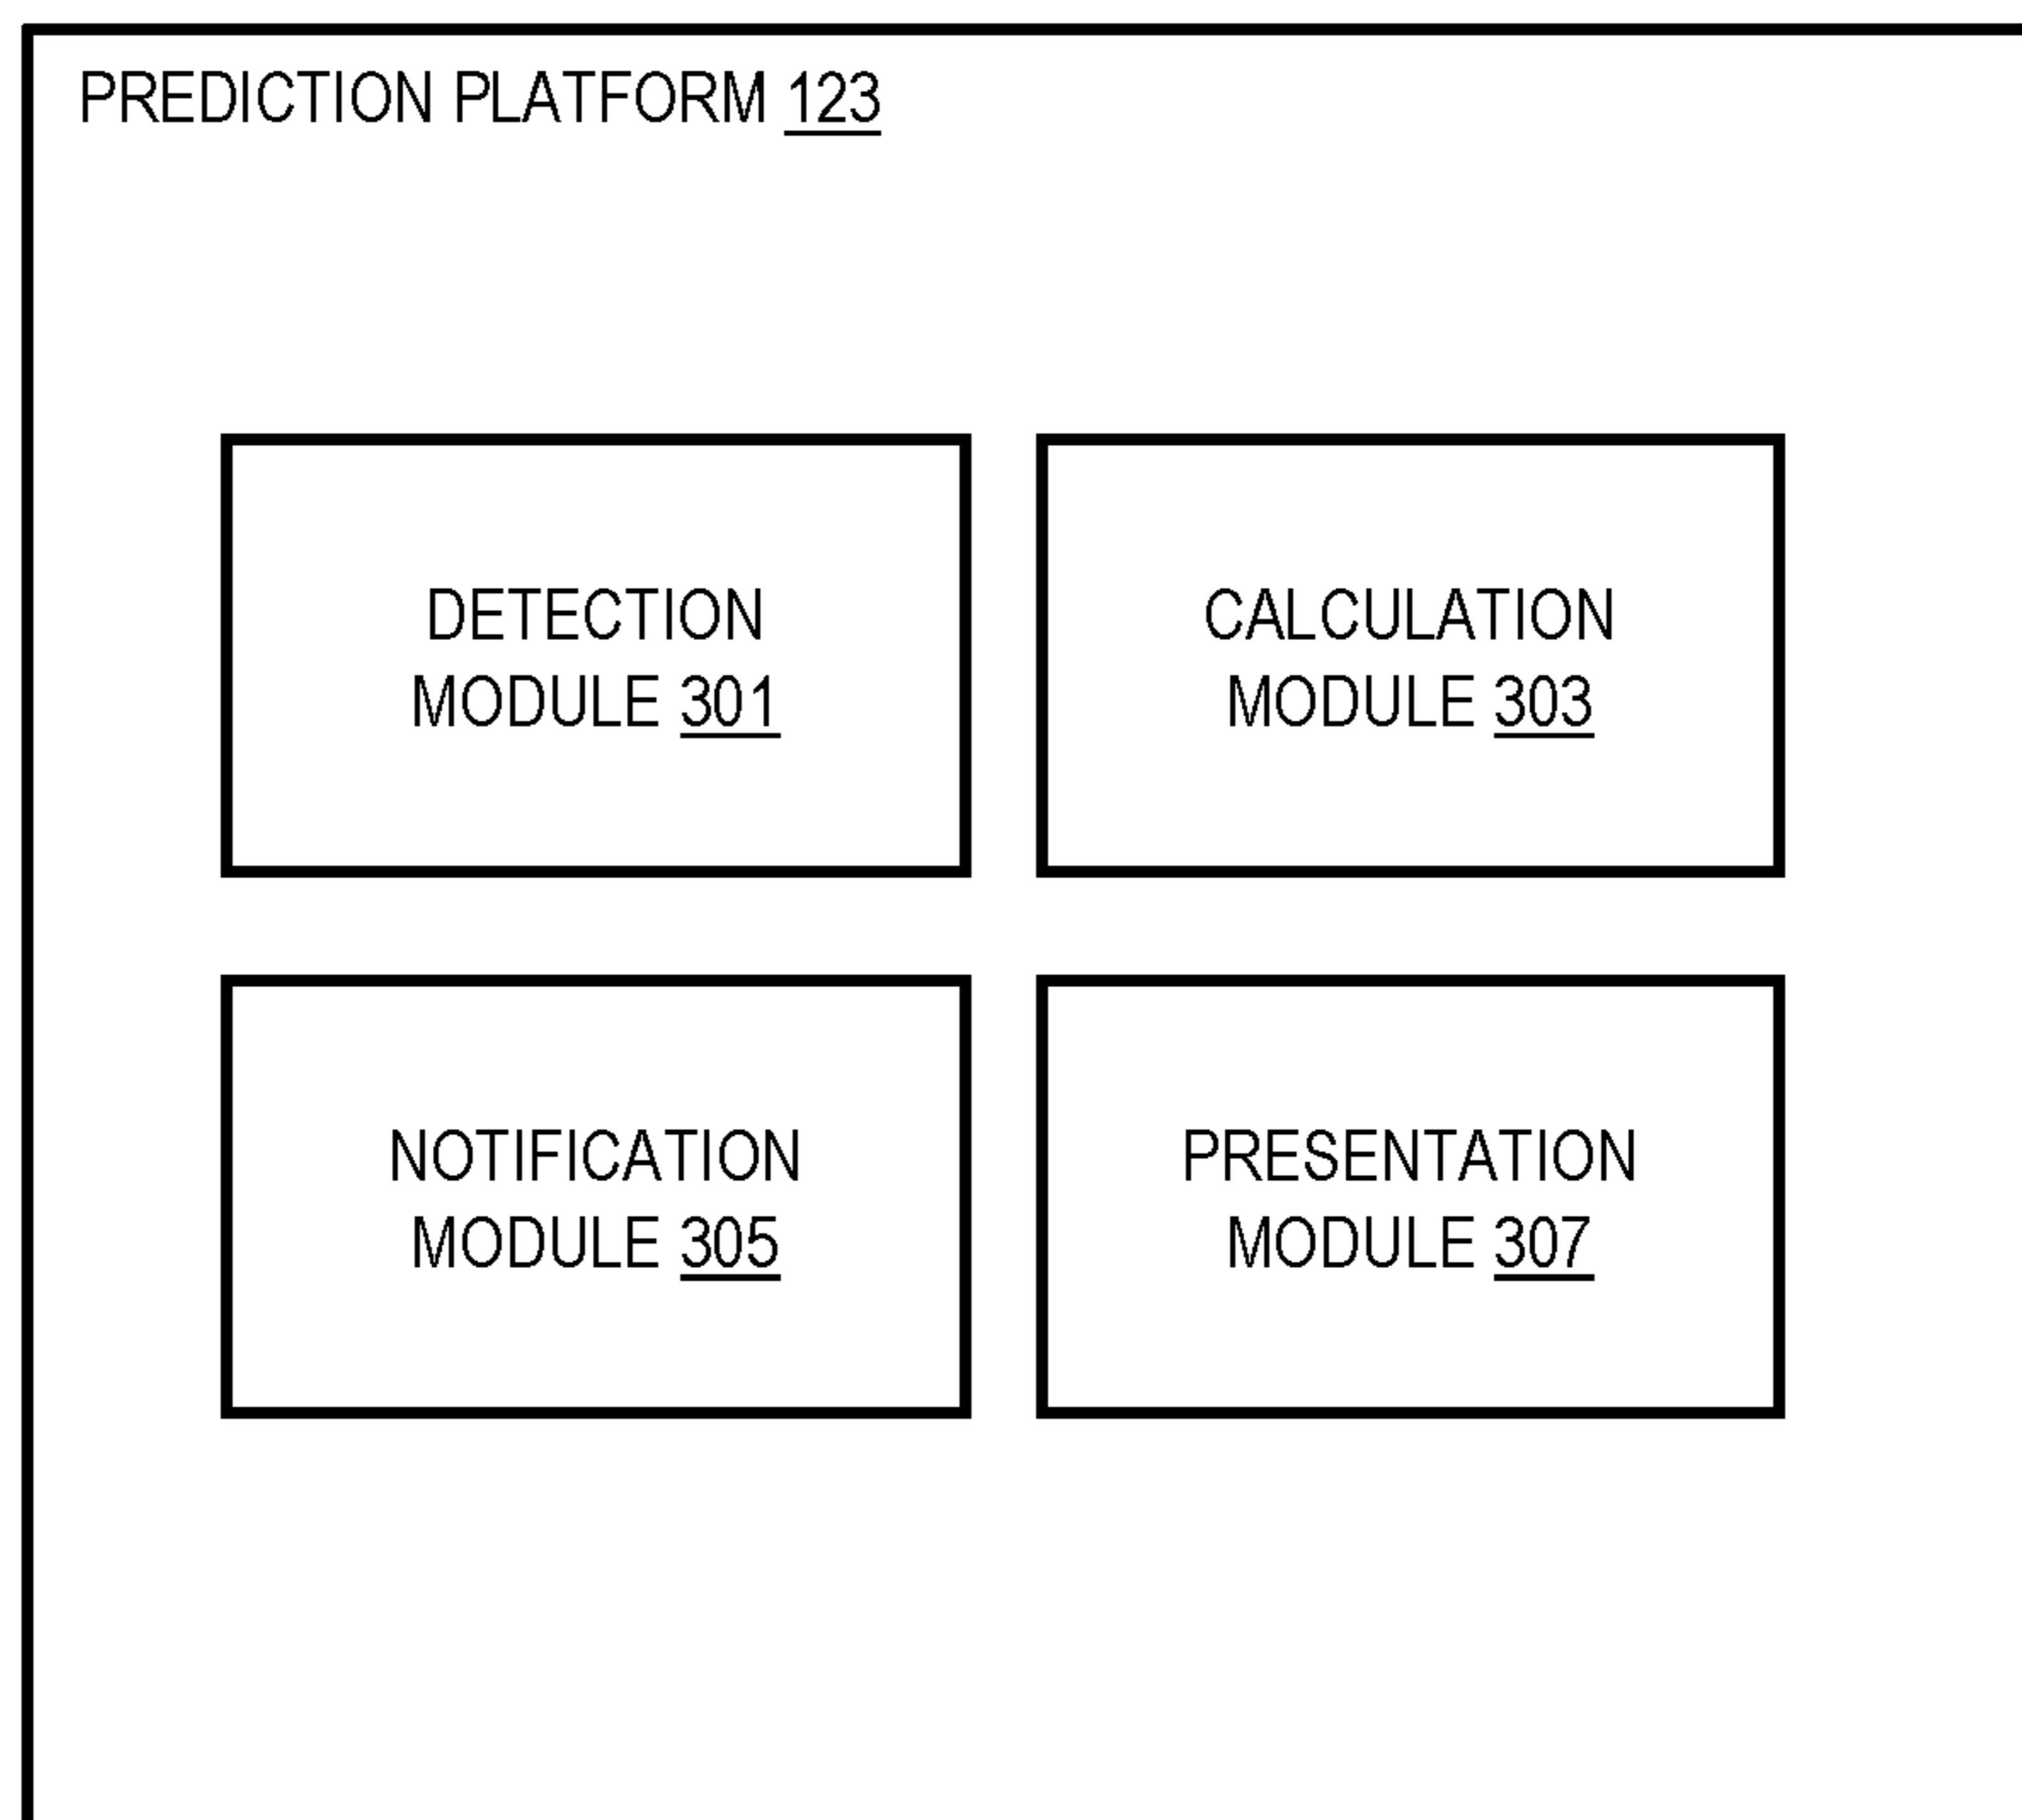 PREDICTION PLATFORM 123
DETECTION
MODULE 301
CALCULATION
MODULE 303
NOTIFICATION
MODULE 305
PRESENTATION
MODULE 307